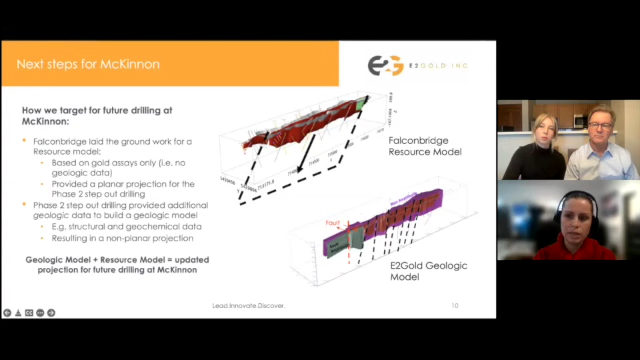 Next steps for McKinnon
E2GOLD INC
How we target for future drilling at
McKinnon:
Falconbridge laid the ground work for a
Resource model;
Based on gold assays only (i.e. no
geologic data)
Provided a planar projection for the
Phase 2 step out drilling
Phase 2 step out drilling provided additional
geologic data to build a geologic model
E.g, structural and geochemical data
Resulting in a non-planar projection
Geologic Model + Resource Model = updated
projection for future drilling at McKinnon
Falconbridge
Resource Model
Fault
E2Gold Geologic
Model
Lead.Innovate.Discover.
10